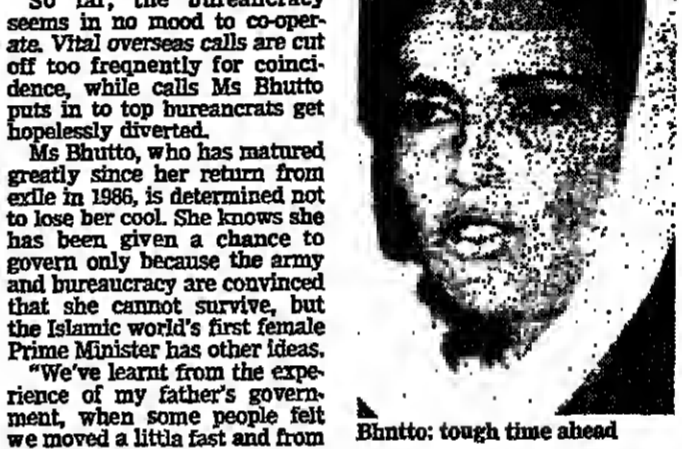 So far, the bureaucracy
seems in no mood to co-oper-
ate. Vital overseas calls are cut
off too freqnently for coinci-
dence, while calls Ms Bhutto
puts in to top bureancrats get
hopelessly diverted.
Ms Bhutto, who has matured
greatly since her return from
exile in 1986, is determined not
to lose her cool. She knows she
has been given a chance to
govern only because the army
and bureaucracy are convinced
that she cannot survive, but
the Islamic world's first female
Prime Minister has other ideas.
"We've learnt from the expe-
rience of my father's govern-
ment, when some people felt
we moved a little fast and from
Bhntto: tough time ahead